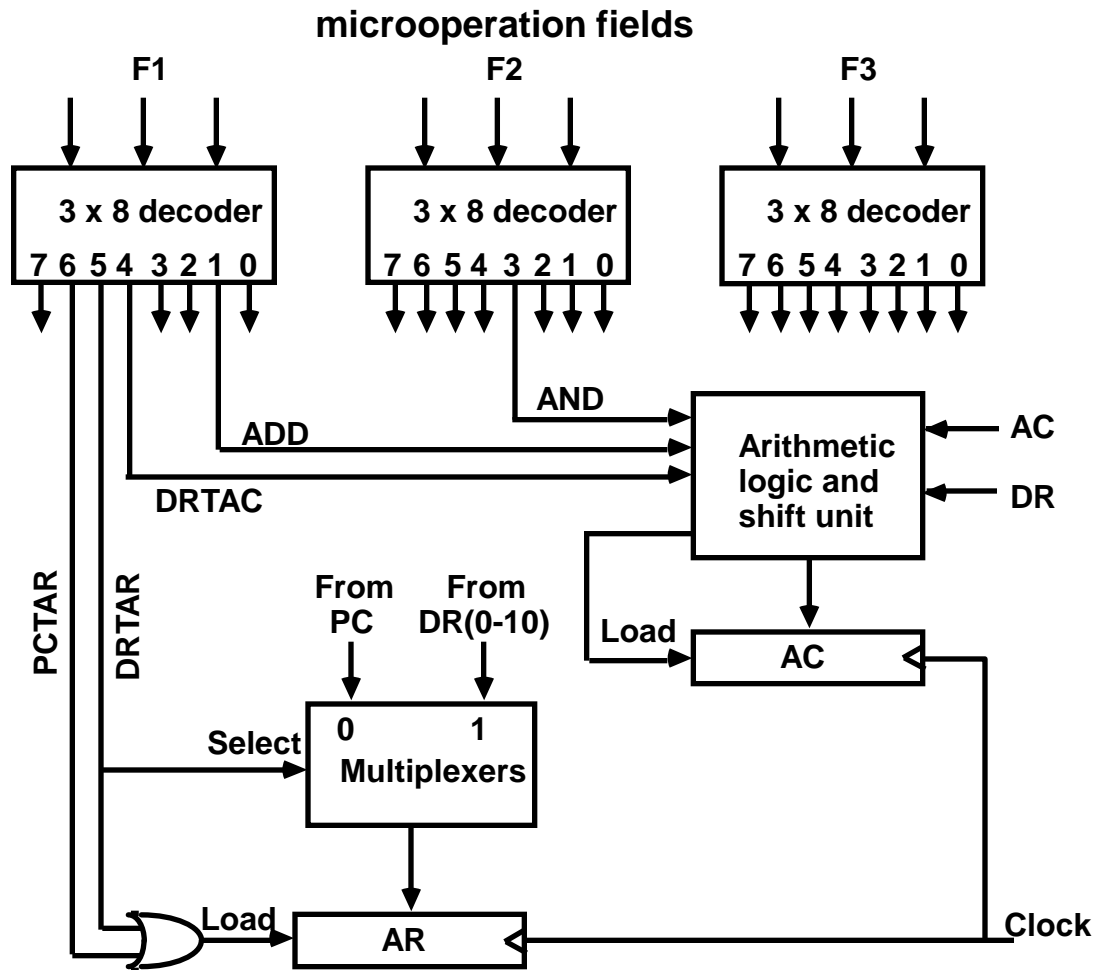 microoperation fields
F1
F2
F3
3 x 8 decoder
7 6 5 4 3 2 1 0
3 x 8 decoder
7 6 5 4 3 2 1 0
3 x 8 decoder
7 6 5 4 3 2 1 0
AND
ADD
DRTAC
Arithmetic
logic and
shift unit
AC
DR
PCTAR
DRTAR
From
PC
From
DR(0-10)
Load
AC
Select
0 1
Multiplexers
Load
AR
Clock